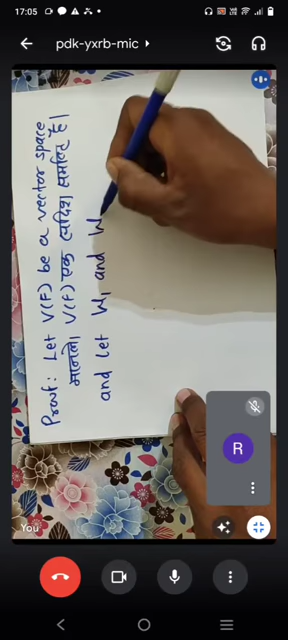 17:05
pdk-yxrb-mic
Proof: Let V(F) be a vector space
मानलो V(F) एक सदिश समष्टि है।
and let W₁ and W
R
You